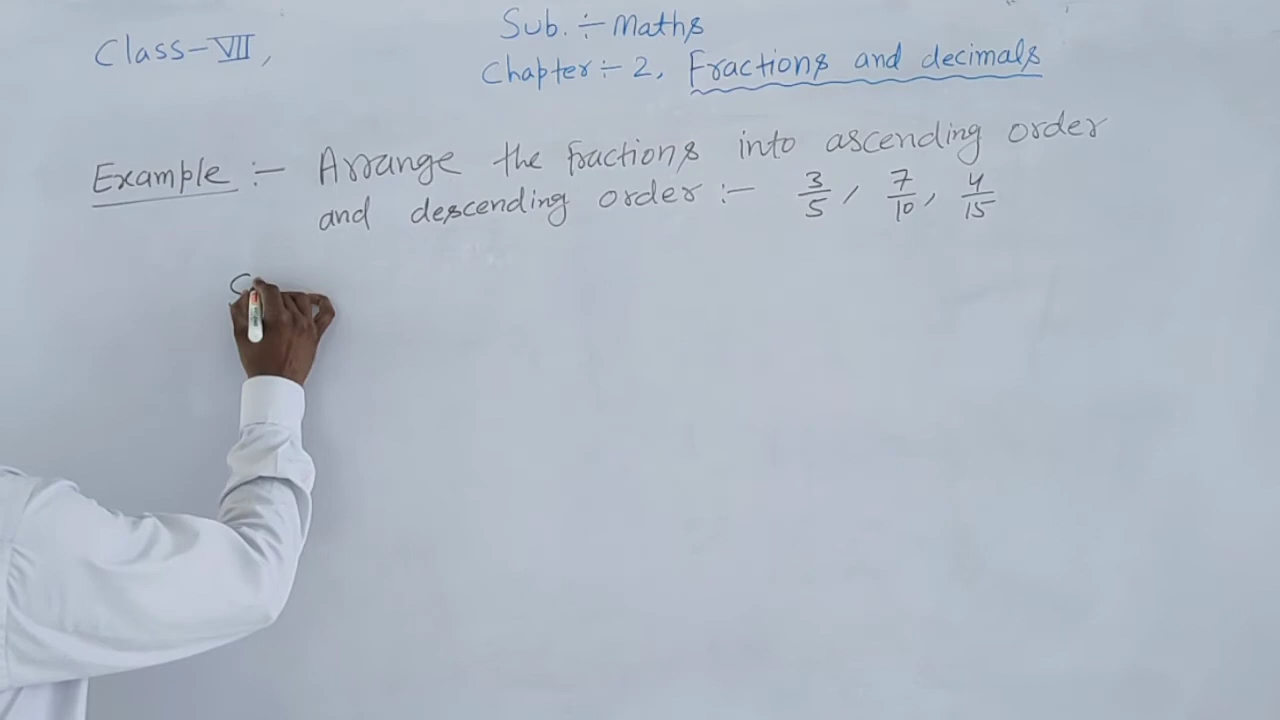 Class-VII,
Sub. :- Maths
Chapter :- 2, Fractions and decimals
Example :- Arrange the fractions into ascending order
and descending order :- 3/5, 7/10, 4/15
S